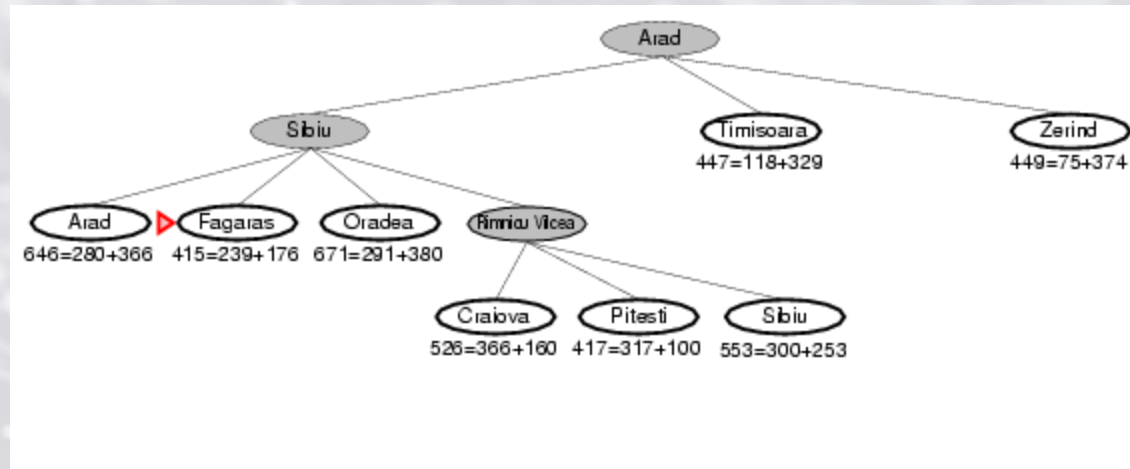 Arad
Sibiu
Timisoara
Zerind
447=118+329
449=75+374
Arad
Fagaras
Oradea
Rimnicu Vilcea
646=280+366
415=239+176
671=291+380
Craiova
Pitesti
Sibiu
526=366+160
417=317+100
553=300+253